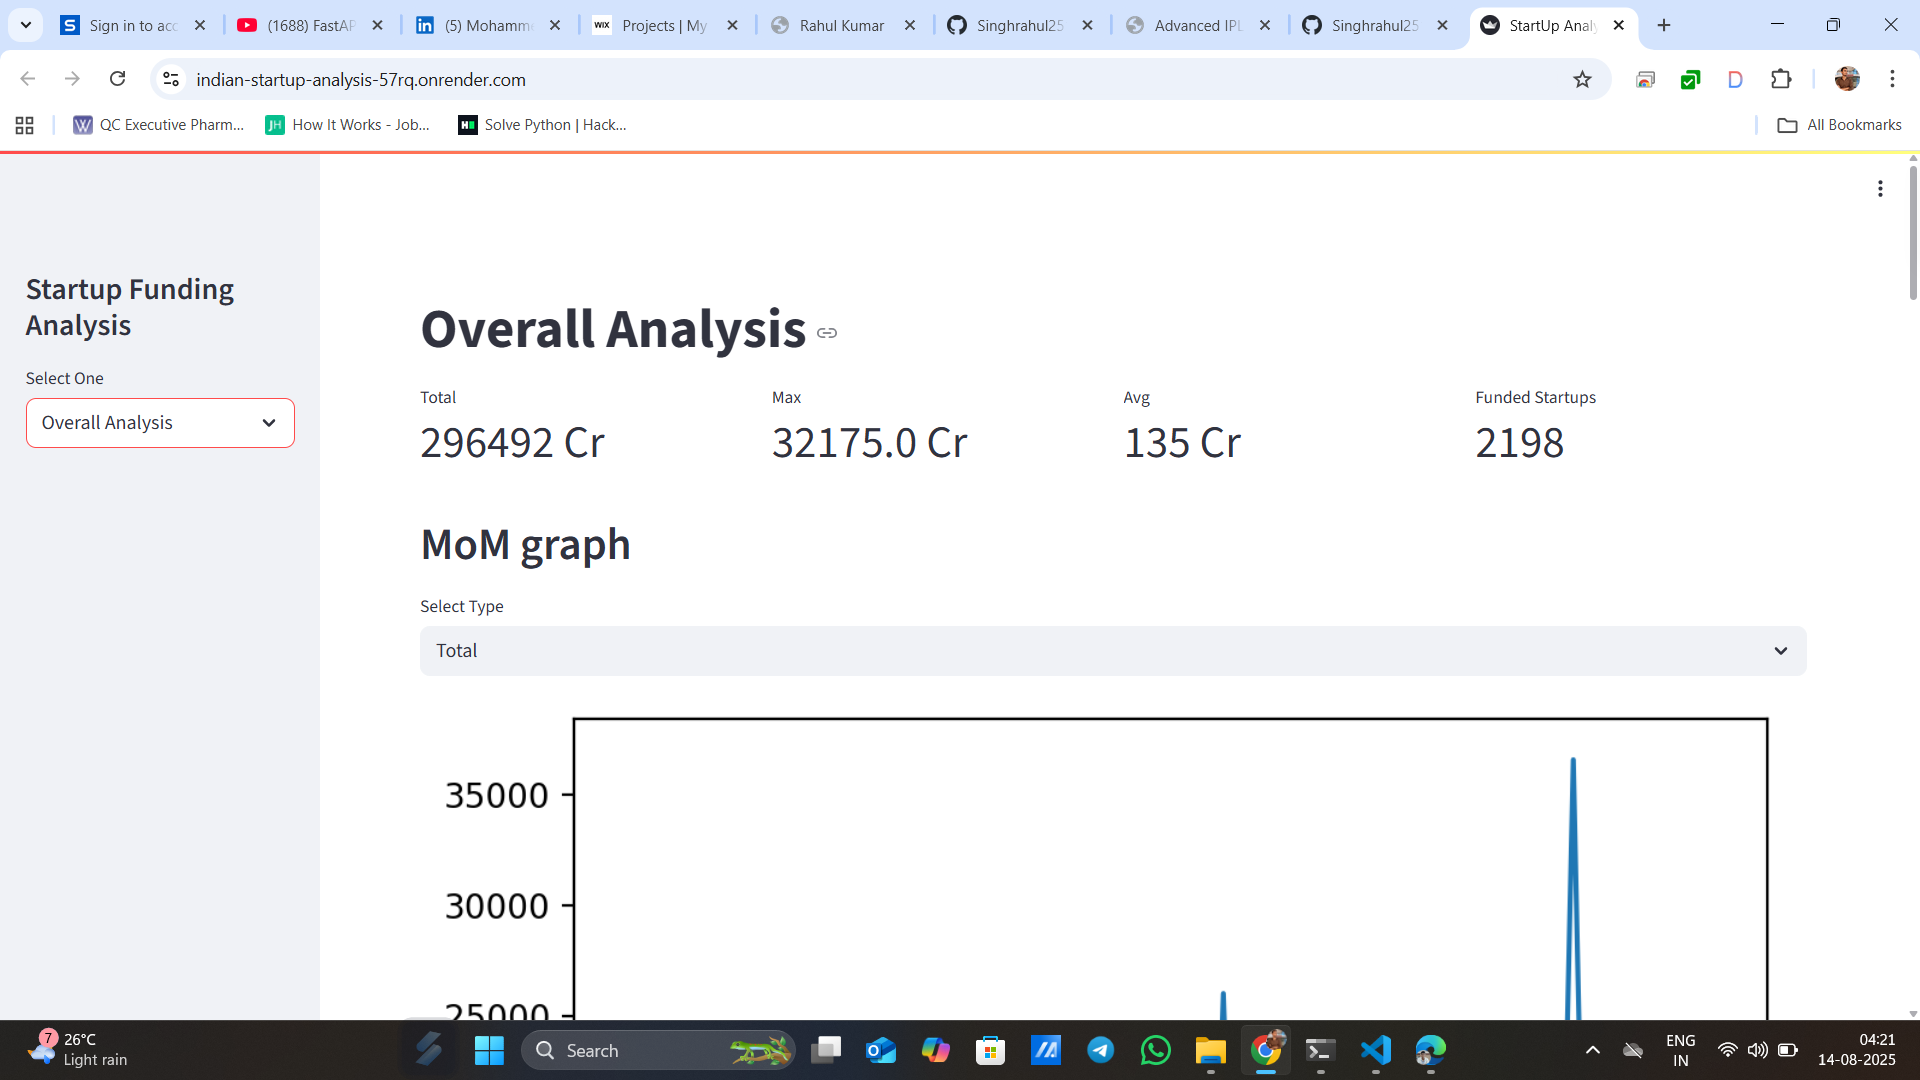 Sign in to acc
(1688) FastAP
(5) Mohamme
Projects | My
Rahul Kumar
Singhrahul25
Advanced IPL
Singhrahul25
StartUp Analy
indian-startup-analysis-57rq.onrender.com
QC Executive Pharm...
How It Works - Job...
Solve Python | Hack...
All Bookmarks
Startup Funding
Analysis
Select One
Overall Analysis
Overall Analysis
Total
Max
Avg
Funded Startups
296492 Cr
32175.0 Cr
135 Cr
2198
MoM graph
Select Type
Total
35000
30000
25000
7
26°C
Light rain
Search
ENG
IN
04:21
14-08-2025